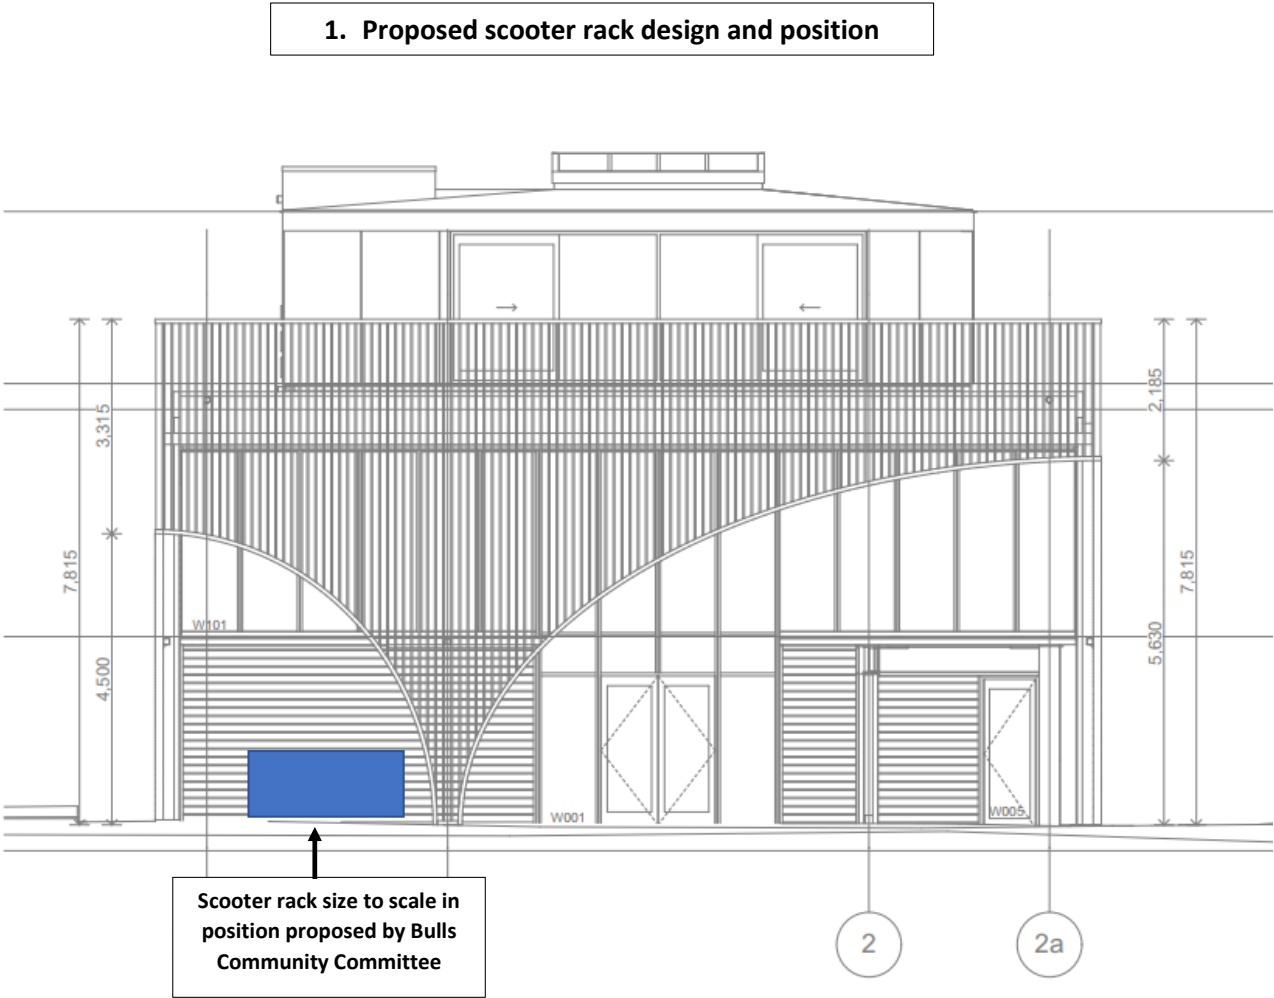 1. Proposed scooter rack design and position
3,315
7,815
4,500
2,185
7,815
5,630
W101
W001
W005
Scooter rack size to scale in
position proposed by Bulls
Community Committee
2
2a